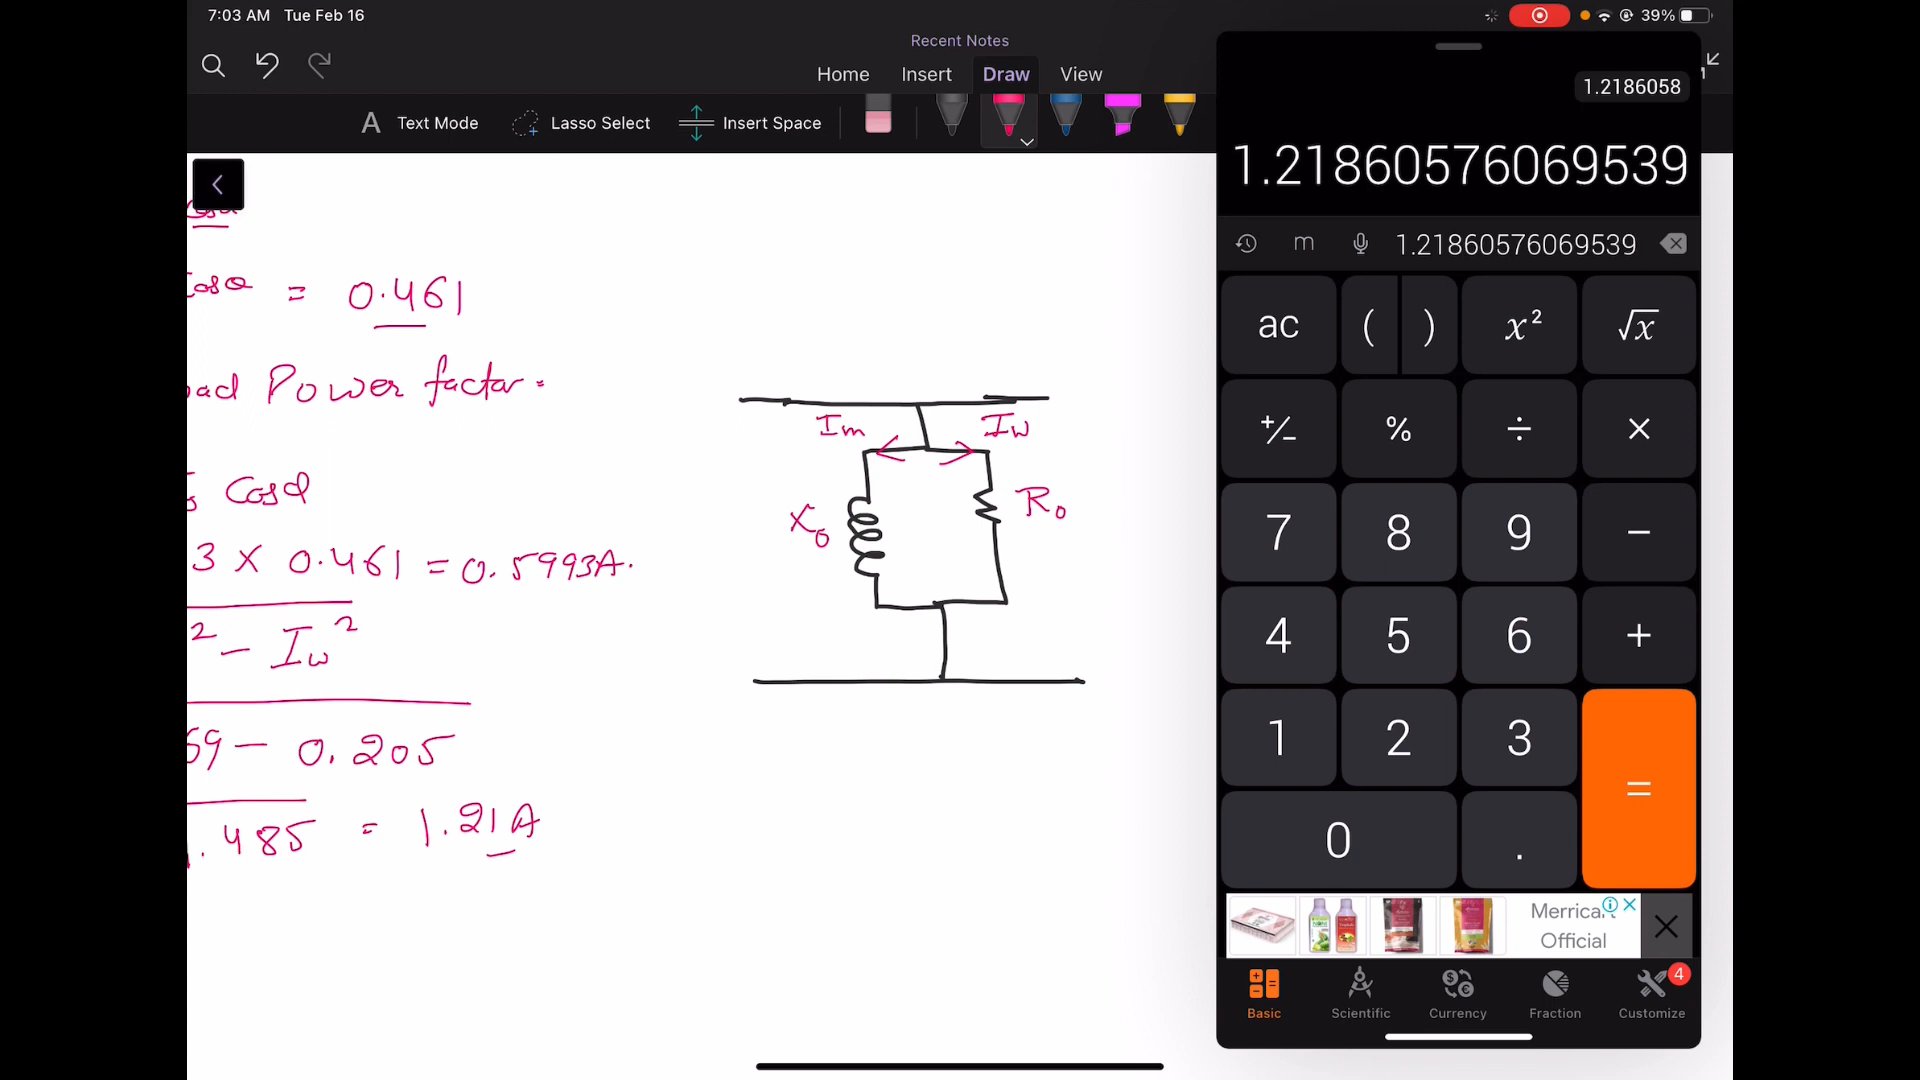 7:03 AM Tue Feb 16
39%
Recent Notes
Home Insert Draw View
A Text Mode Lasso Select Insert Space
= 0.461
Power factor.
Cosφ
3 × 0.461 = 0.5993A.
² - Iw²
69 - 0.205
.485 = 1.21A
Im Iw
X₀ R₀
1.2186058
1.21860576069539
m 1.21860576069539
ac ( ) x² √x
+/− % ÷ ×
7 8 9 −
4 5 6 +
1 2 3 =
0 .
Official
4
Basic Scientific Currency Fraction Customize